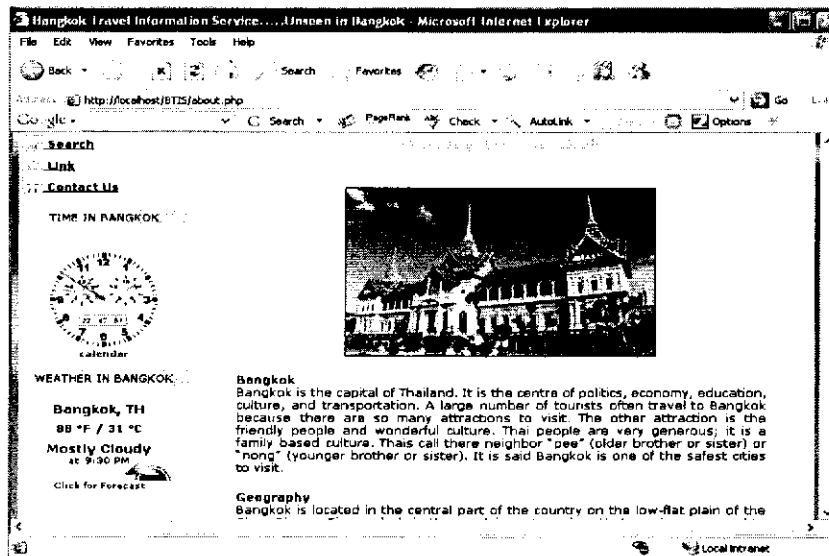 Bangkok Travel Information Service.....Unseen in Bangkok - Microsoft Internet Explorer
File Edit View Favorites Tools Help
Back Search Favorites
http://localhost/BTIS/about.php Go
Search PageRank Check AutoLink Options
Search
Link
Contact Us
TIME IN BANGKOK
calendar
WEATHER IN BANGKOK
Bangkok, TH
88 °F / 31 °C
Mostly Cloudy
at 9:30 PM
Click for Forecast
Bangkok
Bangkok is the capital of Thailand. It is the centre of politics, economy, education,
culture, and transportation. A large number of tourists often travel to Bangkok
because there are so many attractions to visit. The other attraction is the
friendly people and wonderful culture. Thai people are very generous; it is a
family based culture. Thais call there neighbor "pee" (older brother or sister) or
"nong" (younger brother or sister). It is said Bangkok is one of the safest cities
to visit.
Geography
Bangkok is located in the central part of the country on the low-flat plain of the
Local intranet